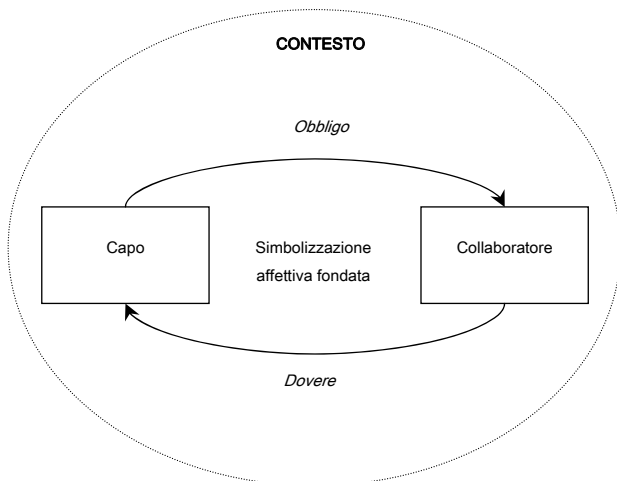 CONTESTO
Obbligo
Capo
Simbolizzazione
affettiva fondata
Collaboratore
Dovere